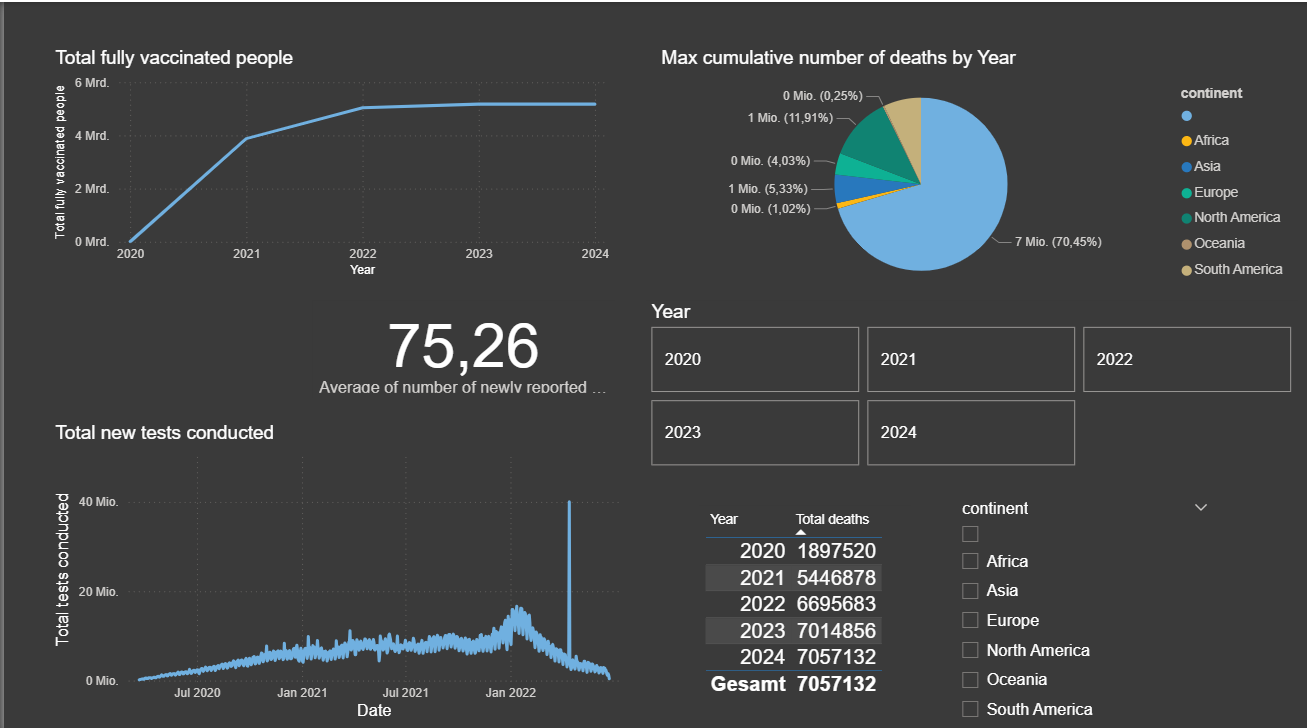 Total fully vaccinated people
Total fully vaccinated people
6 Mrd.
4 Mrd.
2 Mrd.
0 Mrd.
2020 2021 2022 2023 2024
Year
Max cumulative number of deaths by Year
0 Mio. (0,25%)
1 Mio. (11,91%)
0 Mio. (4,03%)
1 Mio. (5,33%)
0 Mio. (1,02%)
7 Mio. (70,45%)
continent
Africa
Asia
Europe
North America
Oceania
South America
75,26
Average of number of newly reported ...
Year
2020 2021 2022
2023 2024
Total new tests conducted
Total tests conducted
40 Mio.
20 Mio.
0 Mio.
Jul 2020 Jan 2021 Jul 2021 Jan 2022
Date
Year Total deaths
2020 1897520
2021 5446878
2022 6695683
2023 7014856
2024 7057132
Gesamt 7057132
continent
Africa
Asia
Europe
North America
Oceania
South America